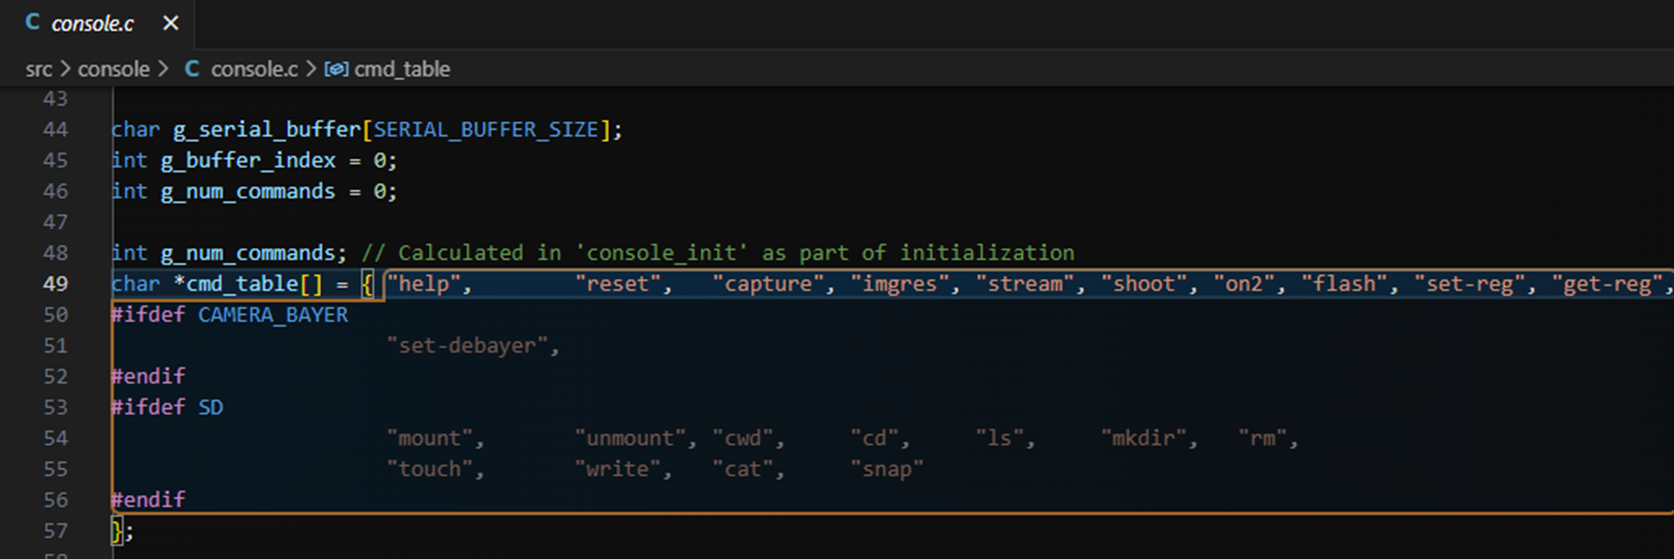 C console.c ×
src > console > C console.c > cmd_table
43
44 char g_serial_buffer[SERIAL_BUFFER_SIZE];
45 int g_buffer_index = 0;
46 int g_num_commands = 0;
47
48 int g_num_commands; // Calculated in 'console_init' as part of initialization
49 char *cmd_table[] = { "help", "reset", "capture", "imgres", "stream", "shoot", "on2", "flash", "set-reg", "get-reg",
50 #ifdef CAMERA_BAYER
51 "set-debayer",
52 #endif
53 #ifdef SD
54 "mount", "unmount", "cwd", "cd", "ls", "mkdir", "rm",
55 "touch", "write", "cat", "snap"
56 #endif
57 };